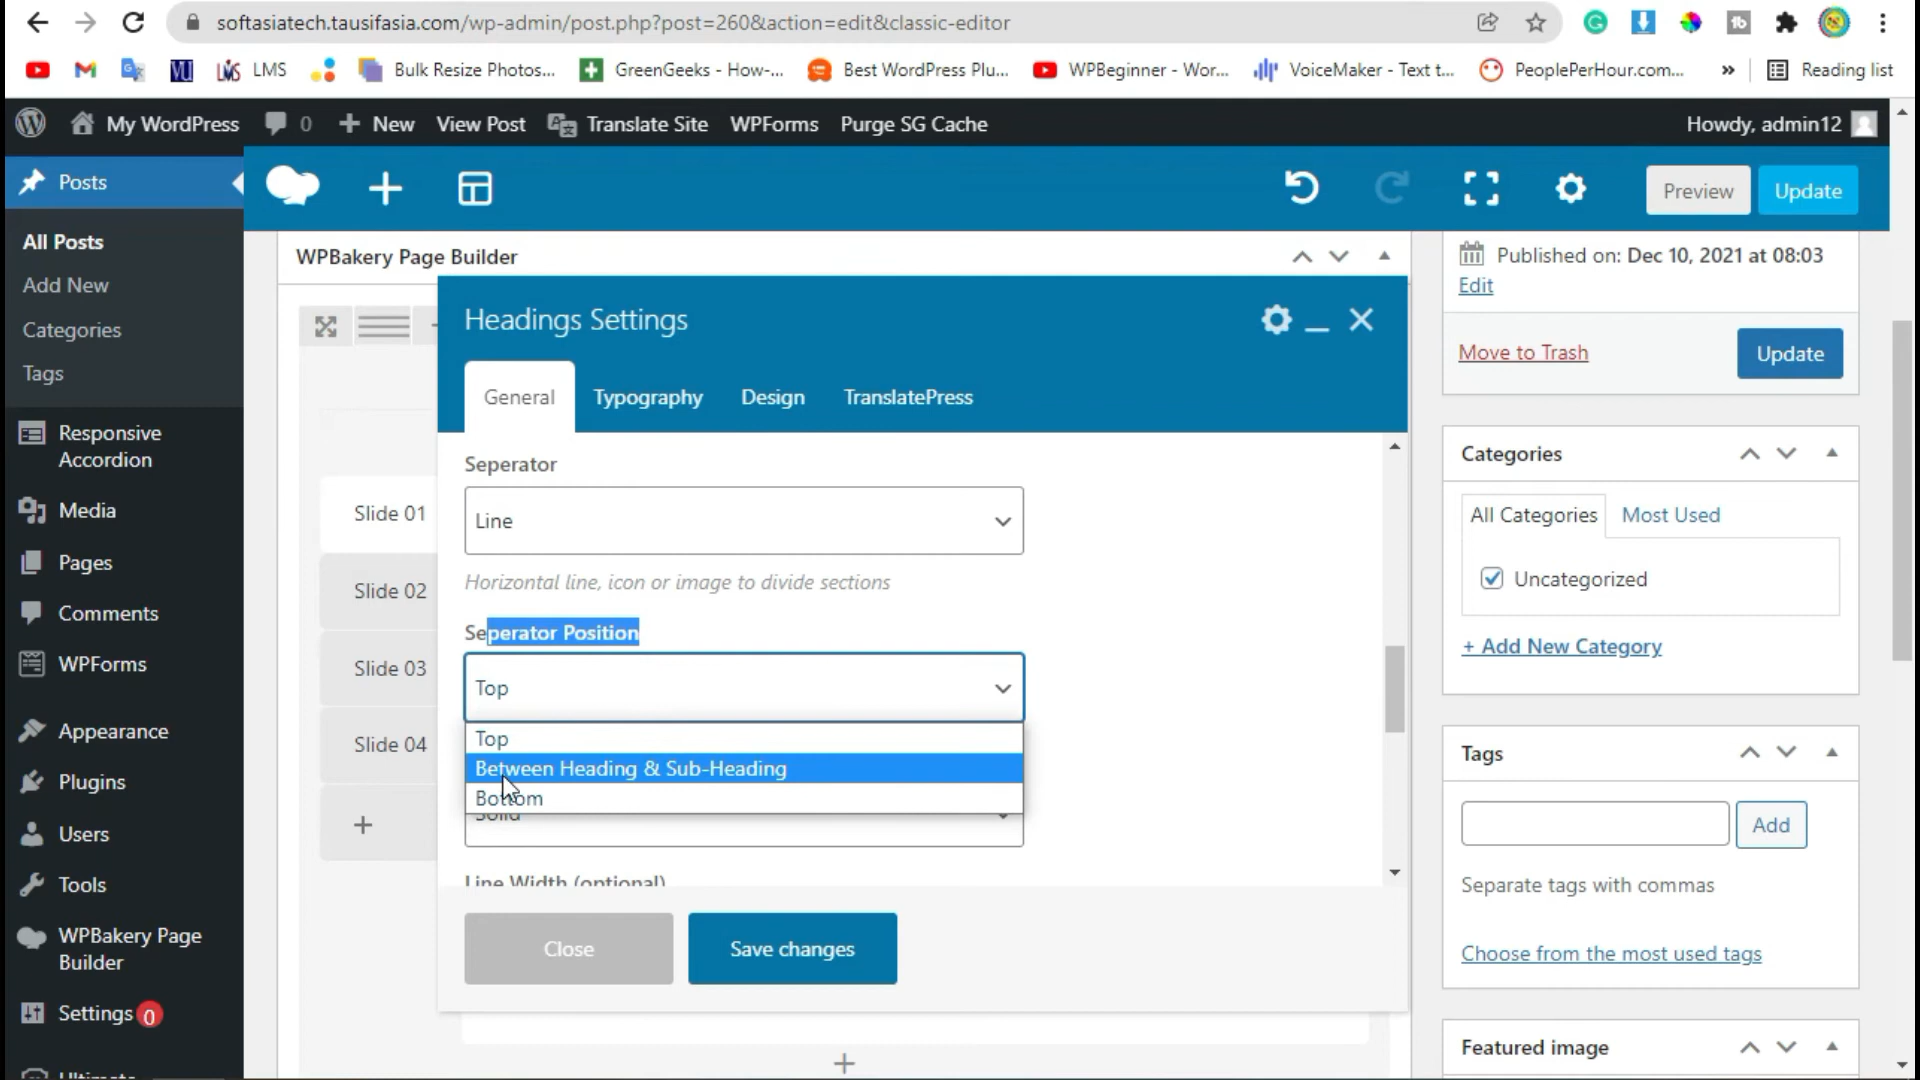 softasiatech.tausifasia.com/wp-admin/post.php?post=260&action=edit&classic-editor
LMS
Bulk Resize Photos...
GreenGeeks - How-...
Best WordPress Plu...
WPBeginner - Wor...
VoiceMaker - Text t...
PeoplePerHour.com...
»
Reading list
My WordPress
0
New
View Post
Translate Site
WPForms
Purge SG Cache
Howdy, admin12
Posts
All Posts
Add New
Categories
Tags
Responsive
Accordion
Media
Pages
Comments
WPForms
Appearance
Plugins
Users
Tools
WPBakery Page
Builder
Settings 0
Preview
Update
WPBakery Page Builder
Slide 01
Slide 02
Slide 03
Slide 04
Headings Settings
General
Typography
Design
TranslatePress
Seperator
Line
Horizontal line, icon or image to divide sections
Seperator Position
Top
Top
Between Heading & Sub-Heading
Bottom
Solid
Line Width (optional)
Close
Save changes
Published on: Dec 10, 2021 at 08:03
Edit
Move to Trash
Update
Categories
All Categories
Most Used
Uncategorized
+ Add New Category
Tags
Add
Separate tags with commas
Choose from the most used tags
Featured image